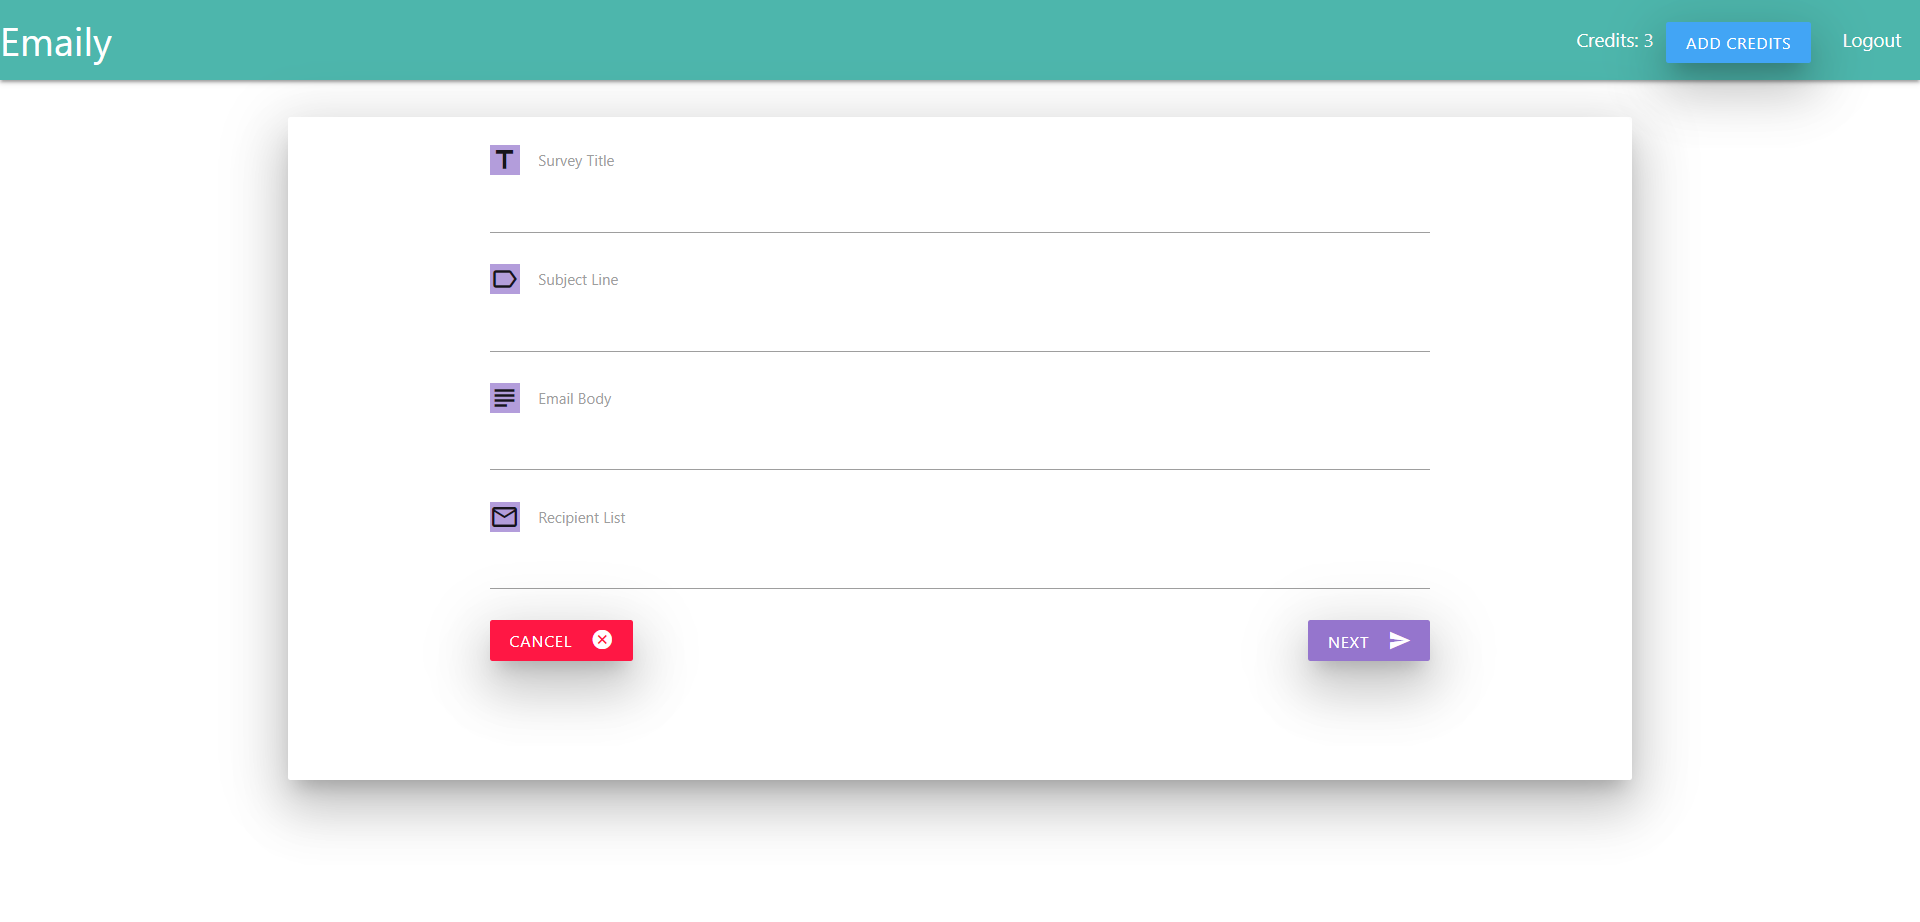 Emaily
Credits: 3
ADD CREDITS
Logout
Survey Title
Subject Line
Email Body
Recipient List
CANCEL
NEXT